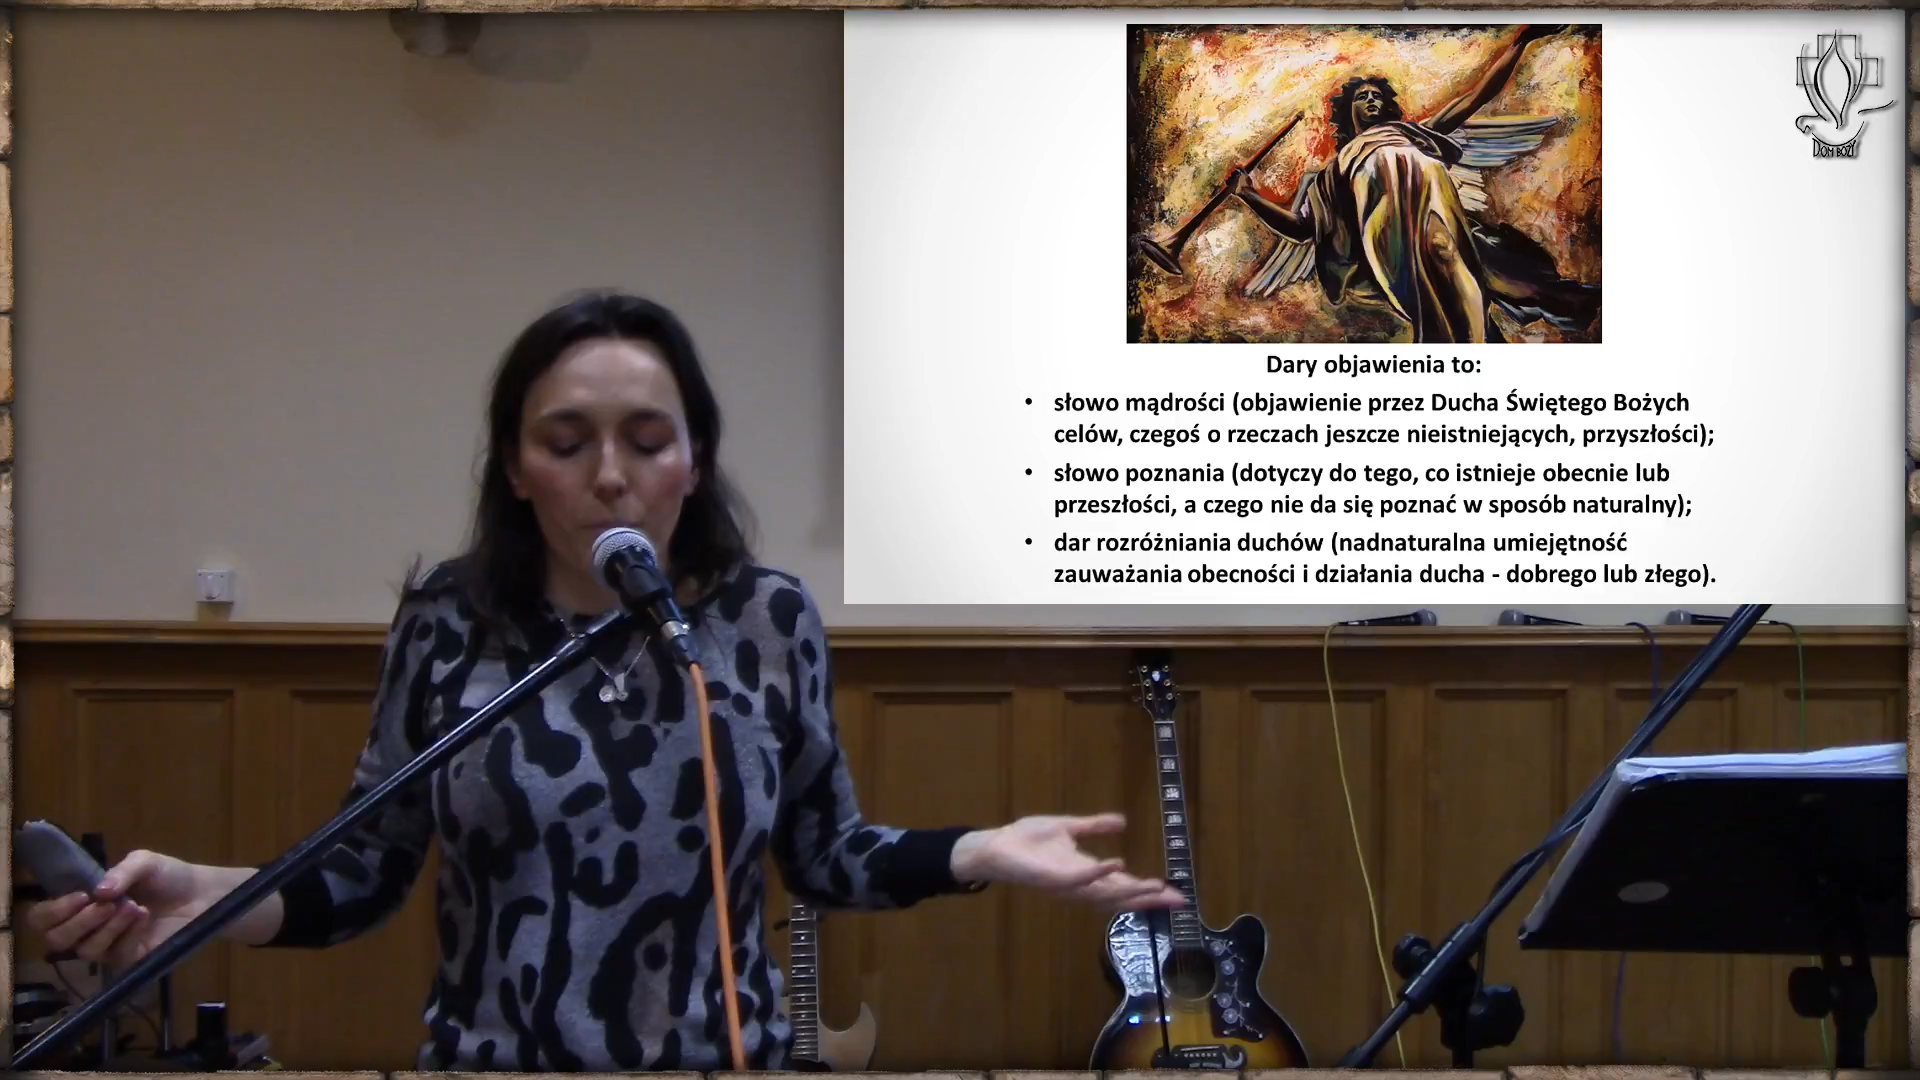 DOM BOŻY
Dary objawienia to:
• słowo mądrości (objawienie przez Ducha Świętego Bożych
celów, czegoś o rzeczach jeszcze nieistniejących, przyszłości);
• słowo poznania (dotyczy do tego, co istnieje obecnie lub
przeszłości, a czego nie da się poznać w sposób naturalny);
• dar rozróżniania duchów (nadnaturalna umiejętność
zauważania obecności i działania ducha - dobrego lub złego).